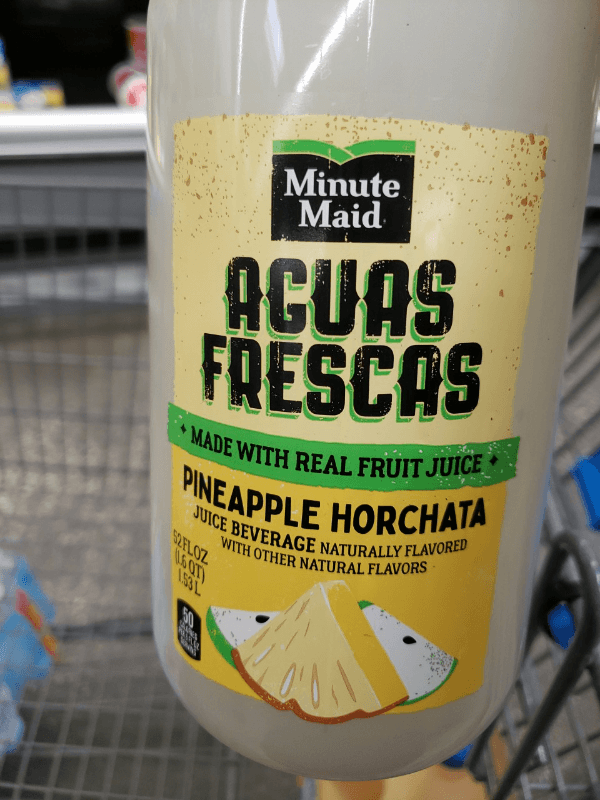 Minute
Maid
AGUAS
FRESCAS
MADE WITH REAL FRUIT JUICE
PINEAPPLE HORCHATA
JUICE BEVERAGE NATURALLY FLAVORED
WITH OTHER NATURAL FLAVORS
52 FL OZ
(1.6 QT)
1.53 L
50